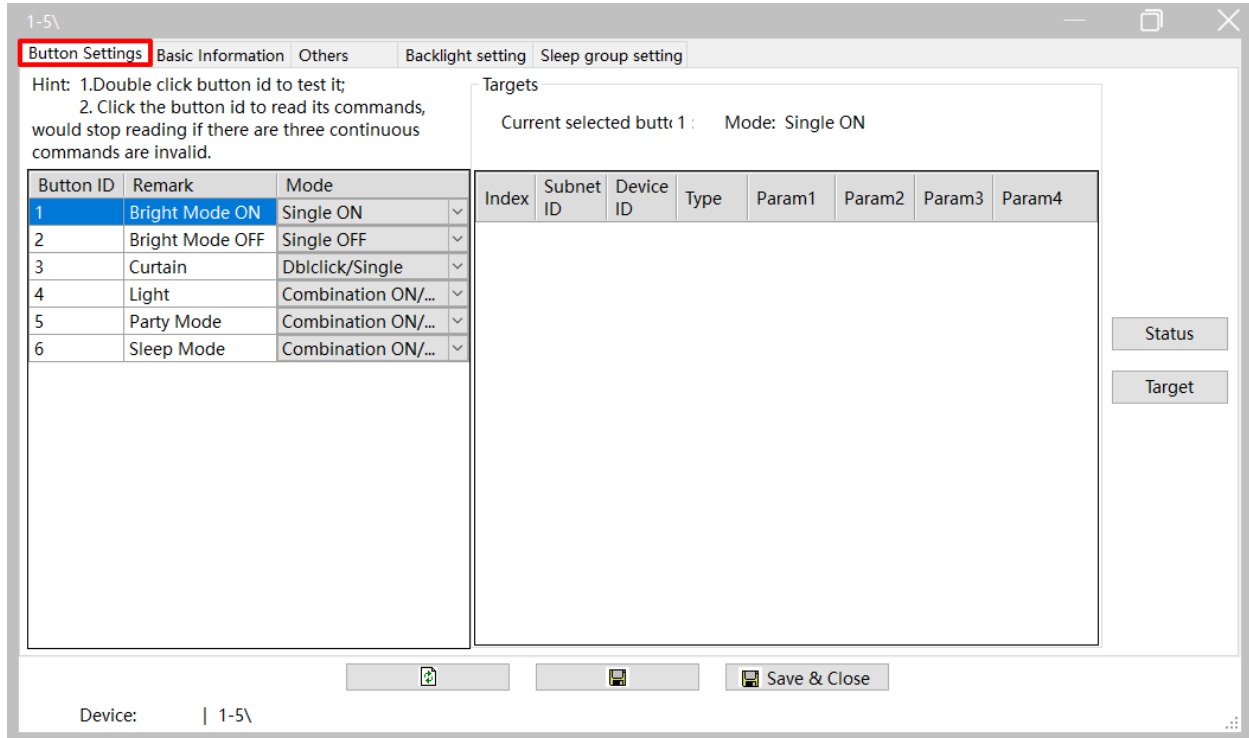 1-5\
Button Settings Basic Information Others Backlight setting Sleep group setting
Hint: 1.Double click button id to test it;
2. Click the button id to read its commands,
would stop reading if there are three continuous
commands are invalid.
Targets
Current selected butt 1 : Mode: Single ON
Button ID Remark Mode
1 Bright Mode ON Single ON
2 Bright Mode OFF Single OFF
3 Curtain Dblclick/Single
4 Light Combination ON/...
5 Party Mode Combination ON/...
6 Sleep Mode Combination ON/...
Index Subnet ID Device ID Type Param1 Param2 Param3 Param4
Status
Target
Save & Close
Device: | 1-5\